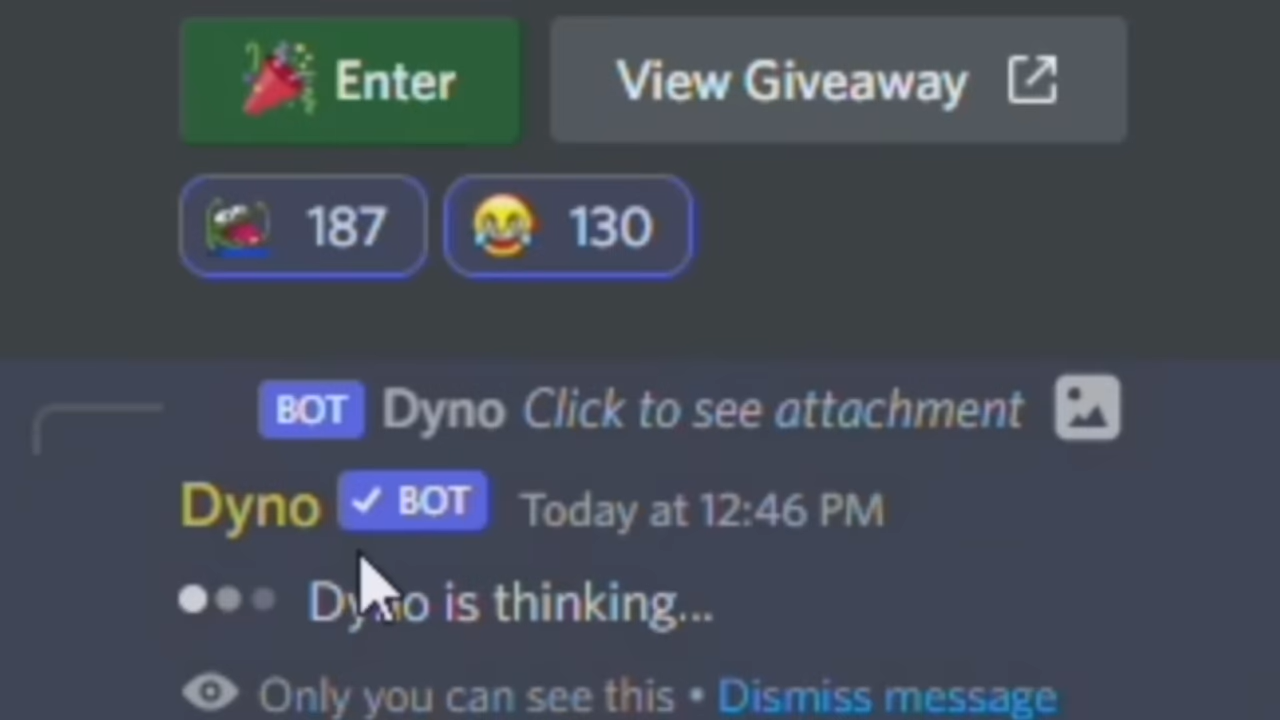 Enter View Giveaway
187 130
BOT Dyno Click to see attachment
Dyno BOT Today at 12:46 PM
Dyno is thinking...
Only you can see this • Dismiss message